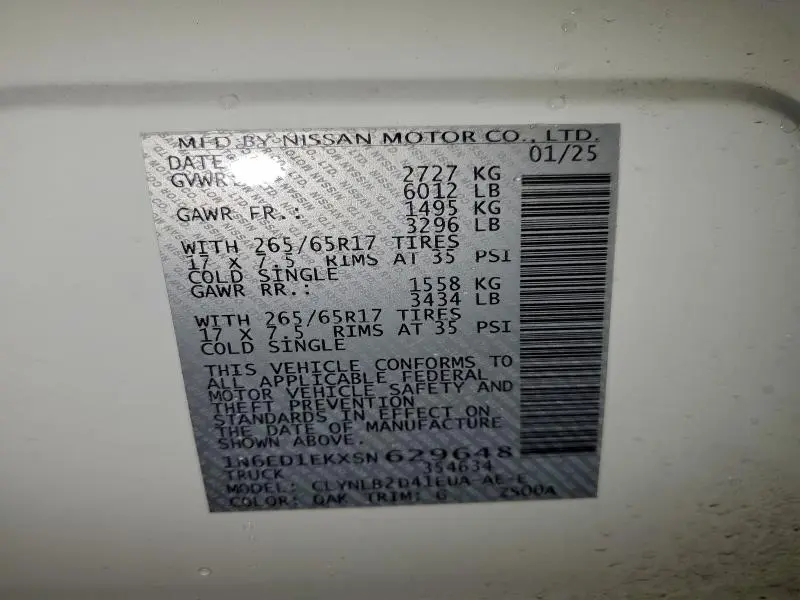 MFD BY NISSAN MOTOR CO., LTD.
DATE: 01/25
GVWR: 2727 KG
6012 LB
GAWR FR.: 1495 KG
3296 LB
WITH 265/65R17 TIRES
17 X 7.5 RIMS AT 35 PSI
COLD SINGLE
GAWR RR.: 1558 KG
3434 LB
WITH 265/65R17 TIRES
17 X 7.5 RIMS AT 35 PSI
COLD SINGLE
THIS VEHICLE CONFORMS TO
ALL APPLICABLE FEDERAL
MOTOR VEHICLE SAFETY AND
THEFT PREVENTION
STANDARDS IN EFFECT ON
THE DATE OF MANUFACTURE
SHOWN ABOVE.
1N6ED1EKXSN629648
TRUCK 354634
MODEL: CLYNLB2D41EUA-AE-E
COLOR: QAK TRIM: G 2S00A